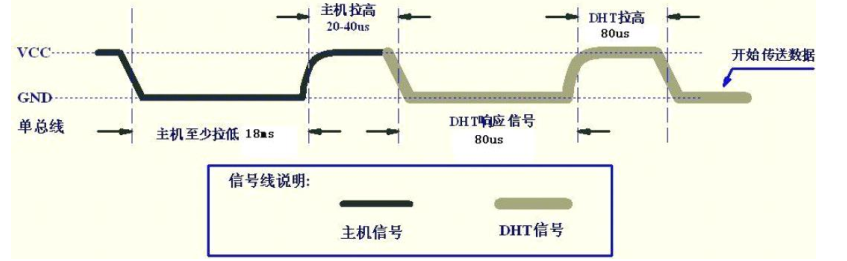 主机拉高
20-40us
DHT拉高
80us
VCC
开始传送数据
GND
单总线
主机至少拉低 18ms
DHT响应信号
80us
信号线说明:
主机信号
DHT信号